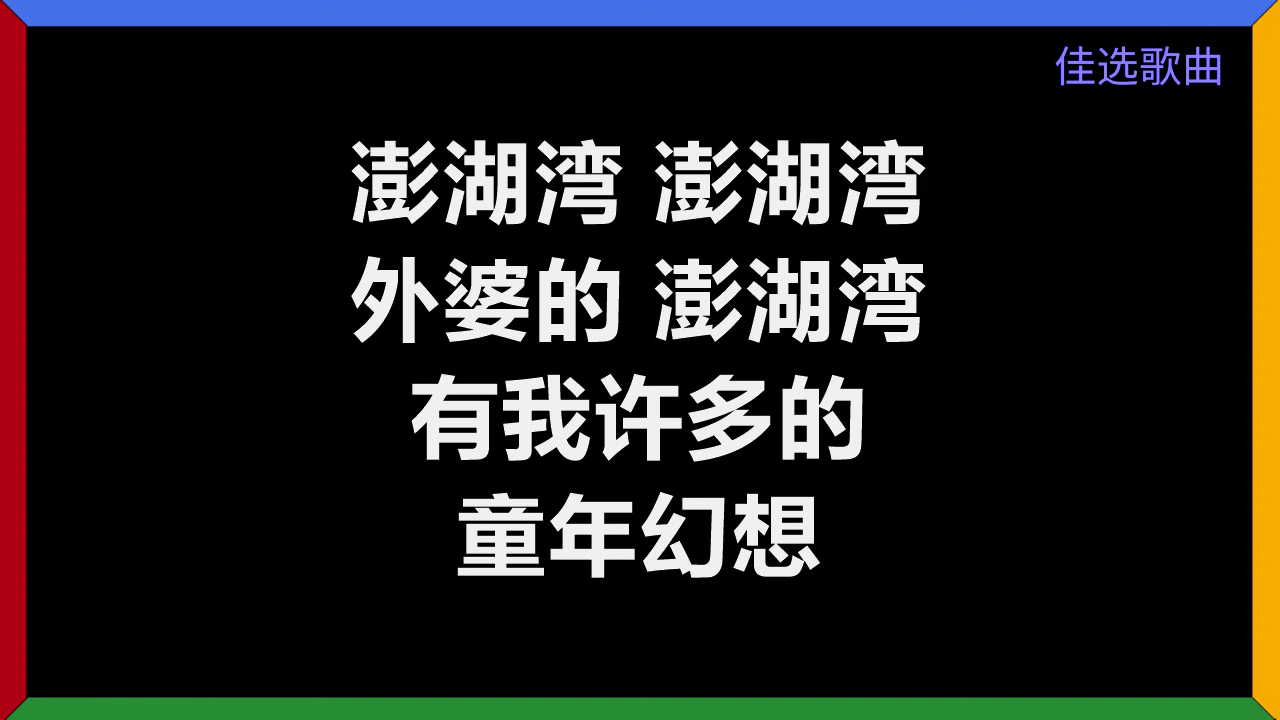 佳选歌曲
澎湖湾 澎湖湾
外婆的 澎湖湾
有我许多的
童年幻想